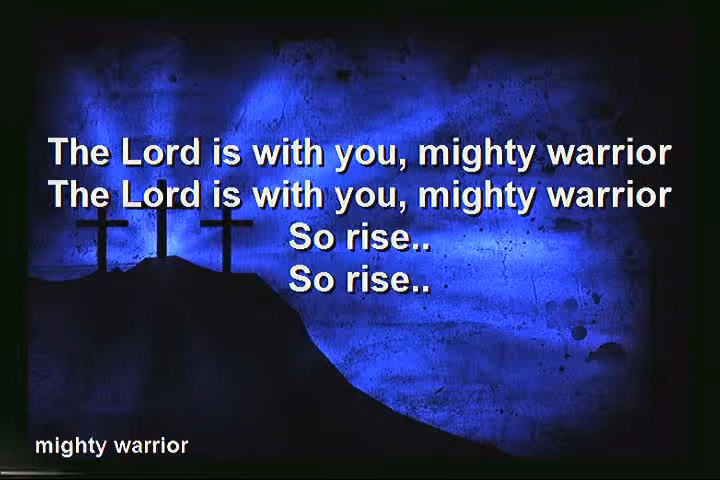 The Lord is with you, mighty warrior
The Lord is with you, mighty warrior
So rise..
So rise..
mighty warrior